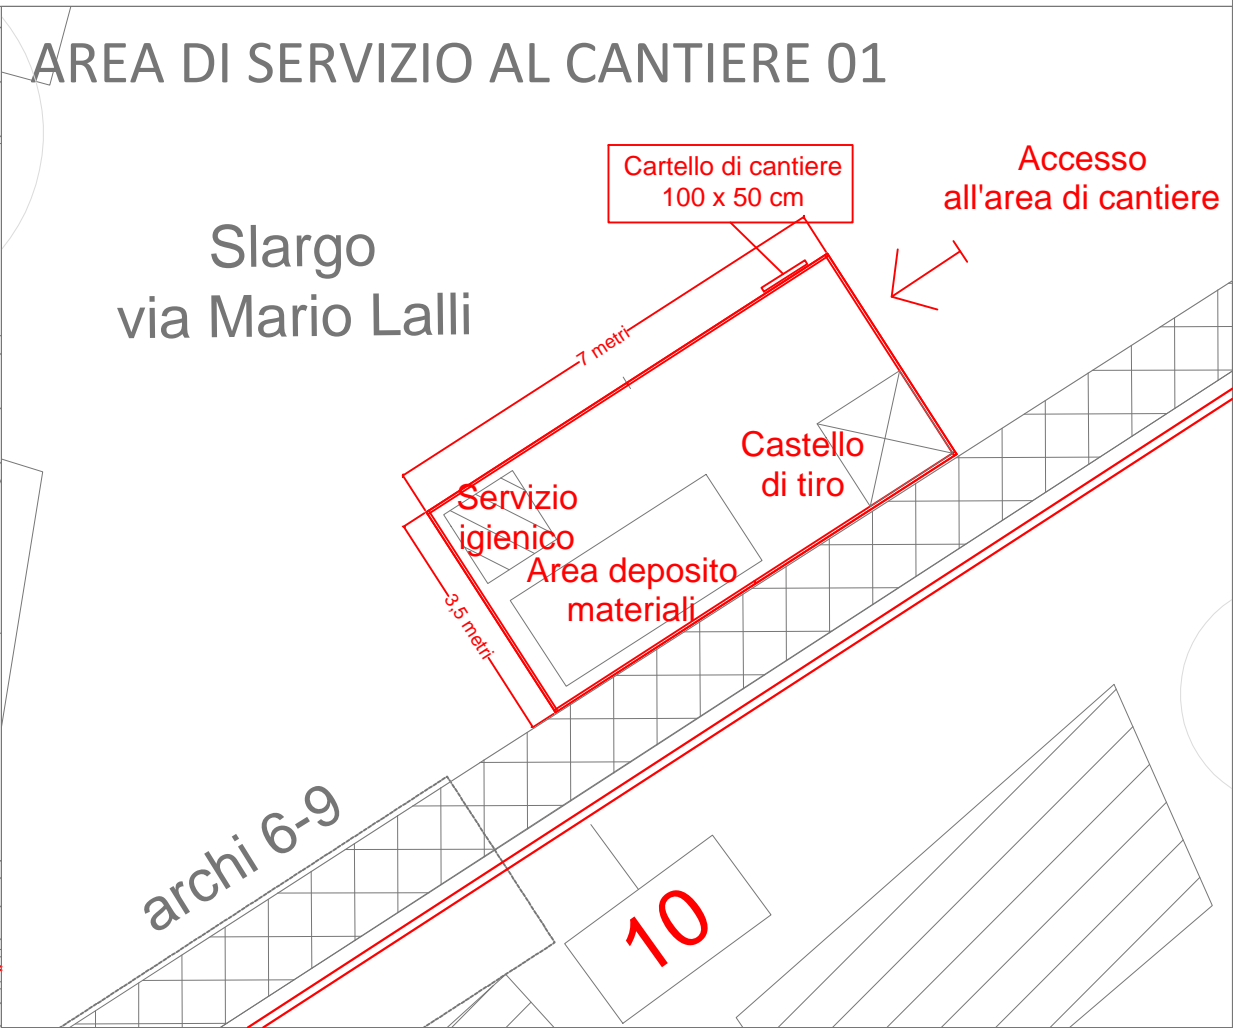 AREA DI SERVIZIO AL CANTIERE 01
Cartello di cantiere
100 x 50 cm
Accesso
all'area di cantiere
Slargo
via Mario Lalli
7 metri
Castello
di tiro
Servizio
igienico
Area deposito
materiali
3,5 metri
archi 6-9
10